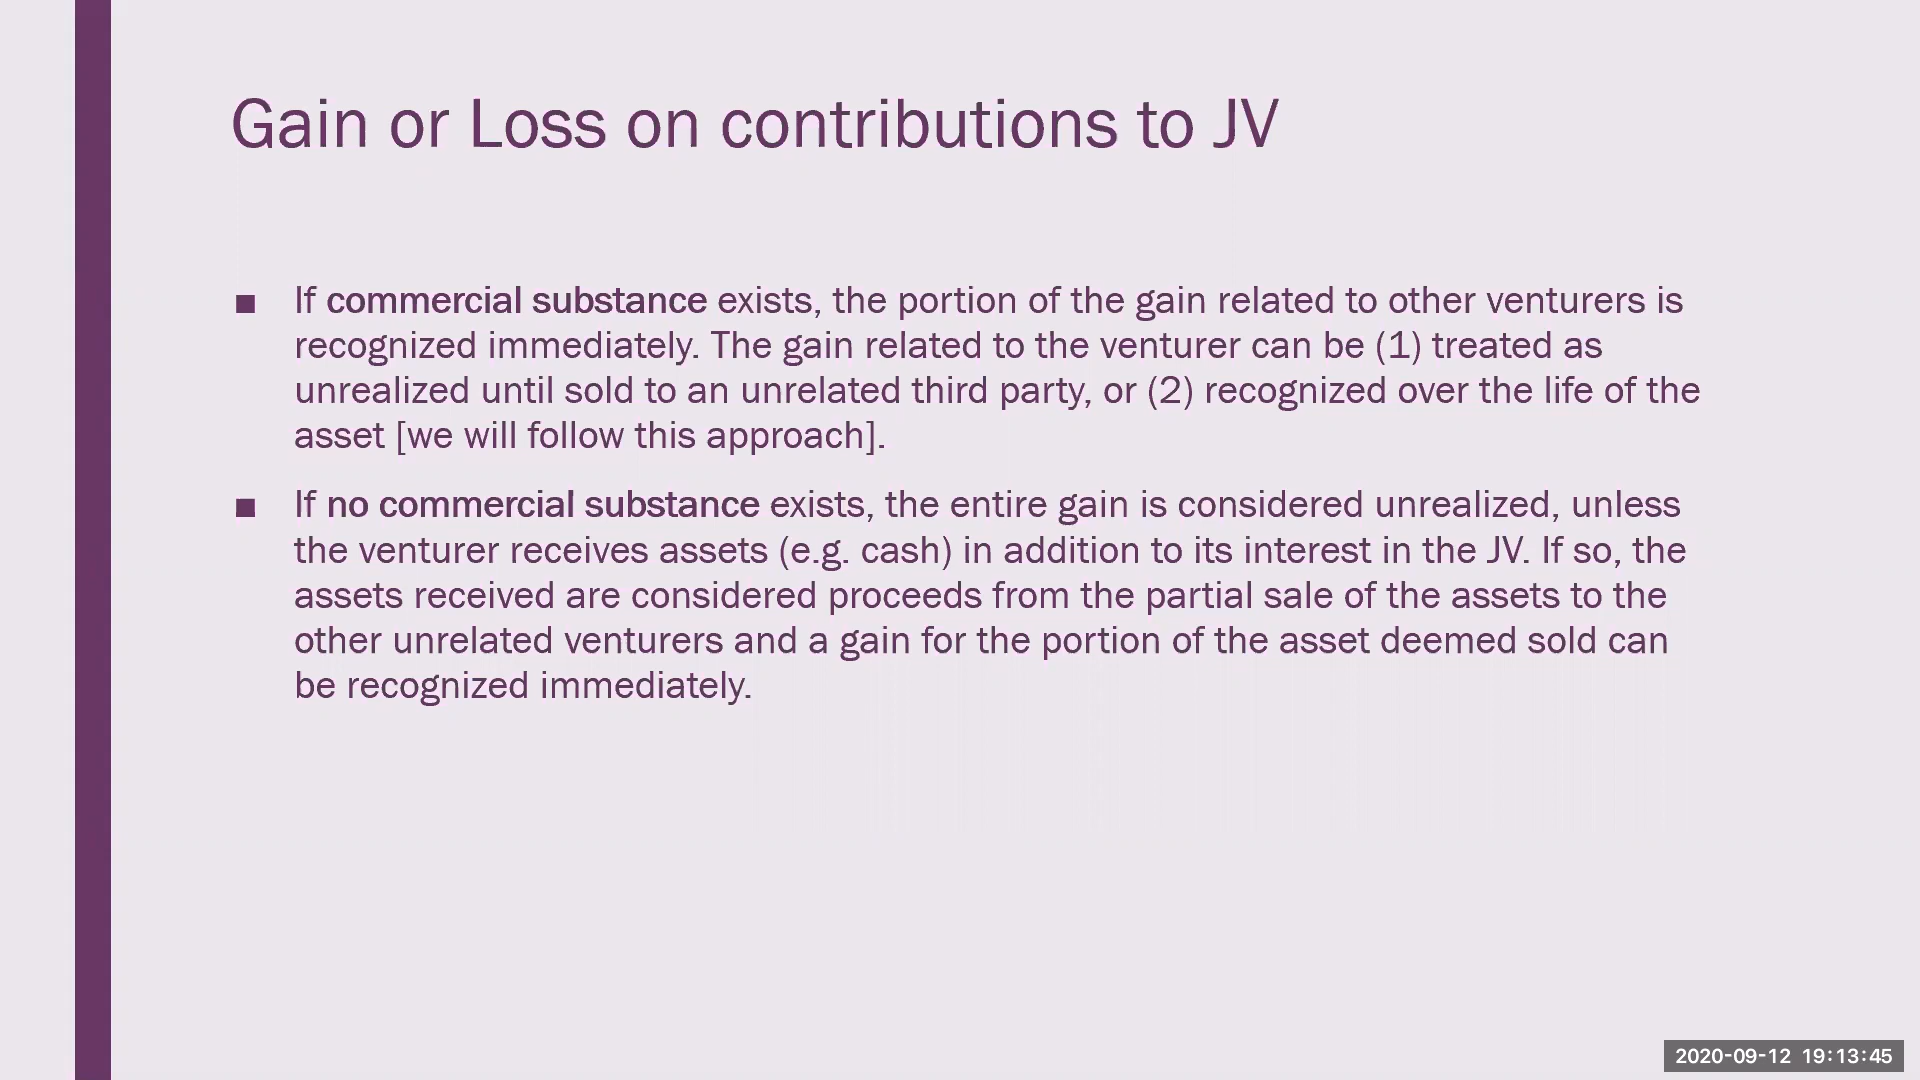 Gain or Loss on contributions to JV
■ If commercial substance exists, the portion of the gain related to other venturers is
recognized immediately. The gain related to the venturer can be (1) treated as
unrealized until sold to an unrelated third party, or (2) recognized over the life of the
asset [we will follow this approach].
■ If no commercial substance exists, the entire gain is considered unrealized, unless
the venturer receives assets (e.g. cash) in addition to its interest in the JV. If so, the
assets received are considered proceeds from the partial sale of the assets to the
other unrelated venturers and a gain for the portion of the asset deemed sold can
be recognized immediately.
2020-09-12 19:13:45